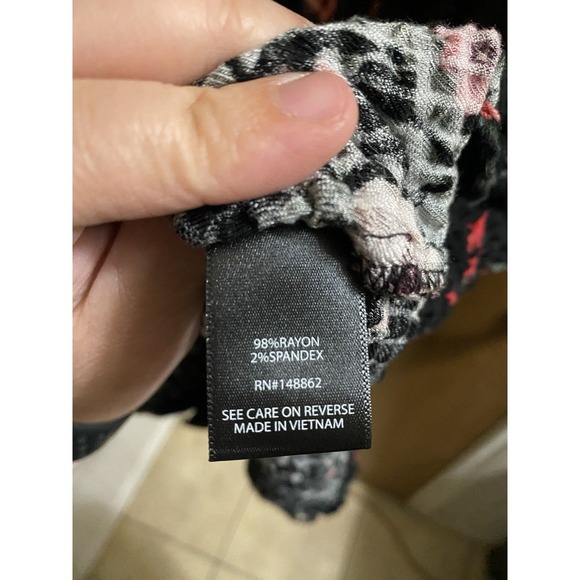 98%RAYON
2%SPANDEX
RN#148862
SEE CARE ON REVERSE
MADE IN VIETNAM